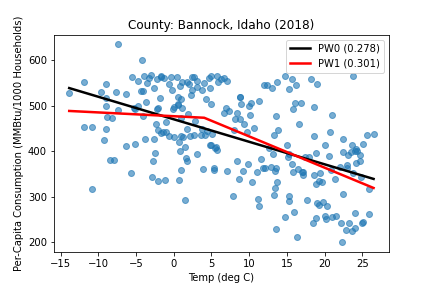 County: Bannock, Idaho (2018)
PW0 (0.278)
PW1 (0.301)
Per-Capita Consumption (MMBtu/1000 Households)
600
500
400
300
200
−15 −10 −5 0 5 10 15 20 25
Temp (deg C)